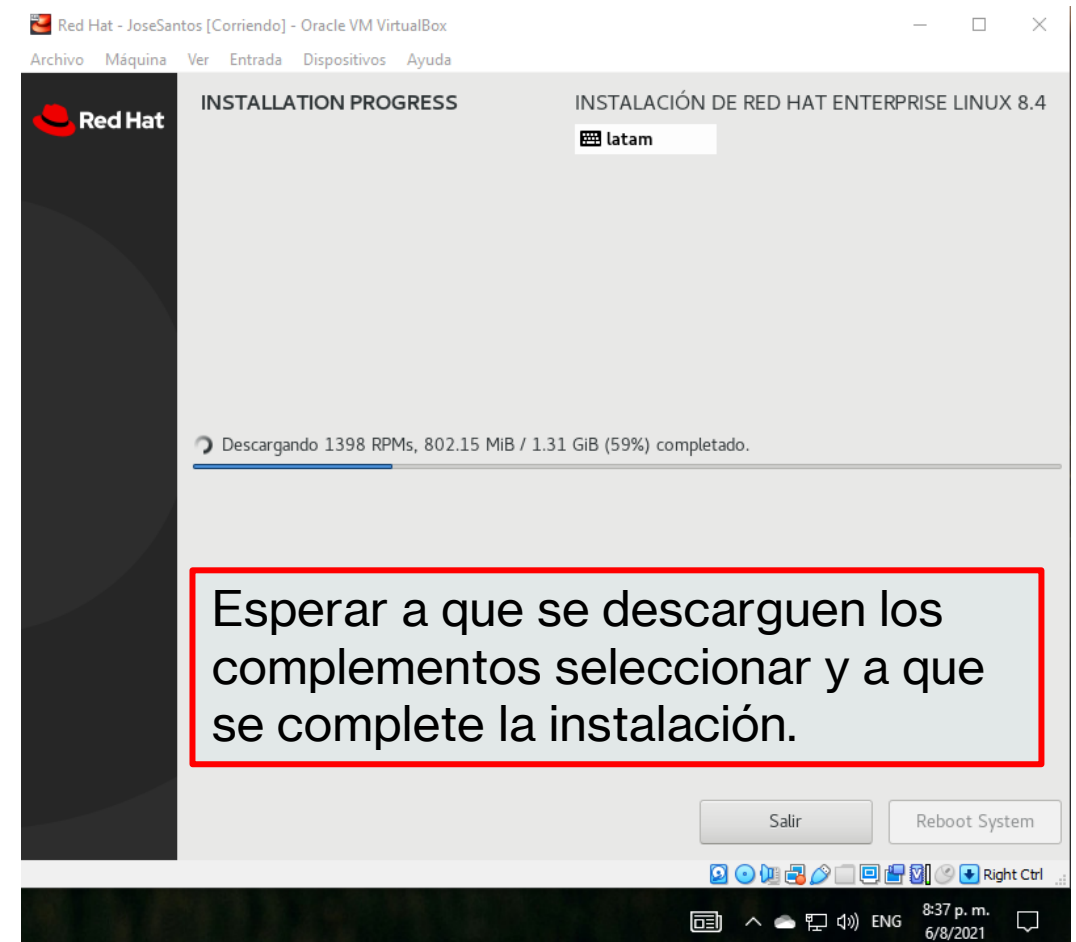 Red Hat - JoseSantos [Corriendo] - Oracle VM VirtualBox
Archivo Máquina Ver Entrada Dispositivos Ayuda
Red Hat
INSTALLATION PROGRESS
INSTALACIÓN DE RED HAT ENTERPRISE LINUX 8.4
latam
Descargando 1398 RPMs, 802.15 MiB / 1.31 GiB (59%) completado.
Esperar a que se descarguen los
complementos seleccionar y a que
se complete la instalación.
Salir
Reboot System
Right Ctrl
ENG
8:37 p. m.
6/8/2021